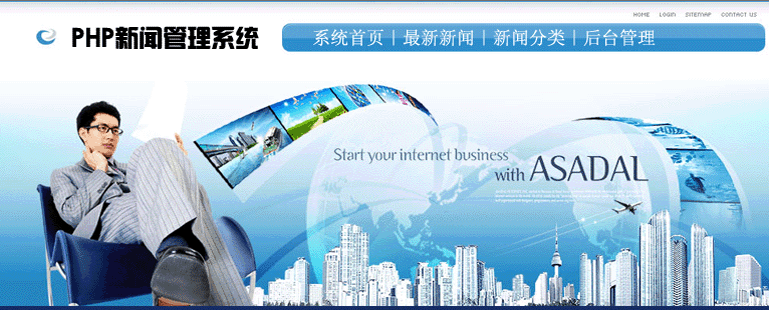 HOME LOGIN SITEMAP CONTACT US
PHP新闻管理系统
系统首页 | 最新新闻 | 新闻分类 | 后台管理
Start your internet business
with ASADAL